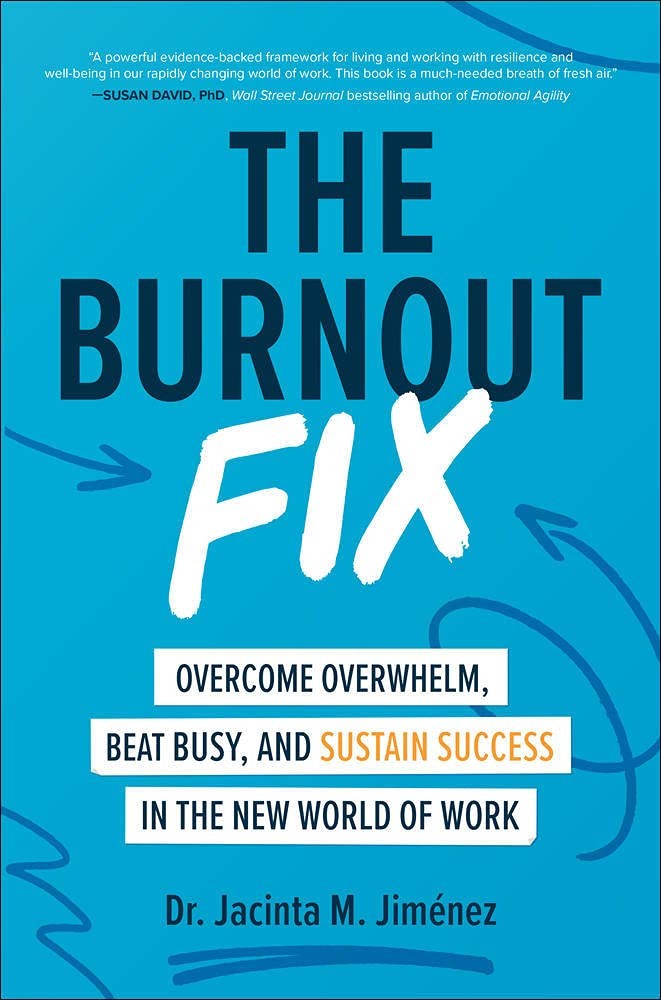 “A powerful evidence-backed framework for living and working with resilience and
well-being in our rapidly changing world of work. This book is a much-needed breath of fresh air.”
—SUSAN DAVID, PhD, Wall Street Journal bestselling author of Emotional Agility
THE
BURNOUT
FIX
OVERCOME OVERWHELM,
BEAT BUSY, AND SUSTAIN SUCCESS
IN THE NEW WORLD OF WORK
Dr. Jacinta M. Jiménez